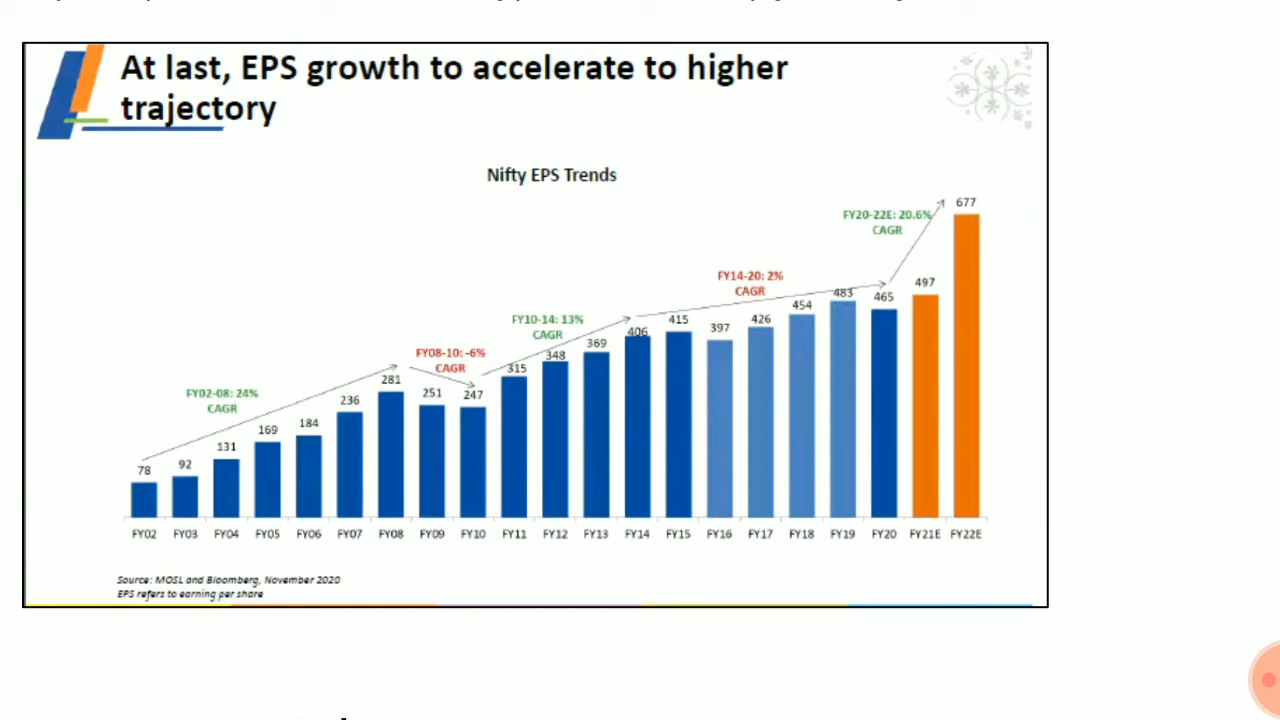 At last, EPS growth to accelerate to higher
trajectory
Nifty EPS Trends
FY02-08: 24%
CAGR
FY08-10: -6%
CAGR
FY10-14: 13%
CAGR
FY14-20: 2%
CAGR
FY20-22E: 20.6%
CAGR
78 92 131 169 184 236 281 251 247 315 348 369 406 415 397 426 454 483 465 497 677
FY02 FY03 FY04 FY05 FY06 FY07 FY08 FY09 FY10 FY11 FY12 FY13 FY14 FY15 FY16 FY17 FY18 FY19 FY20 FY21E FY22E
Source: MOSL and Bloomberg, November 2020
EPS refers to earning per share